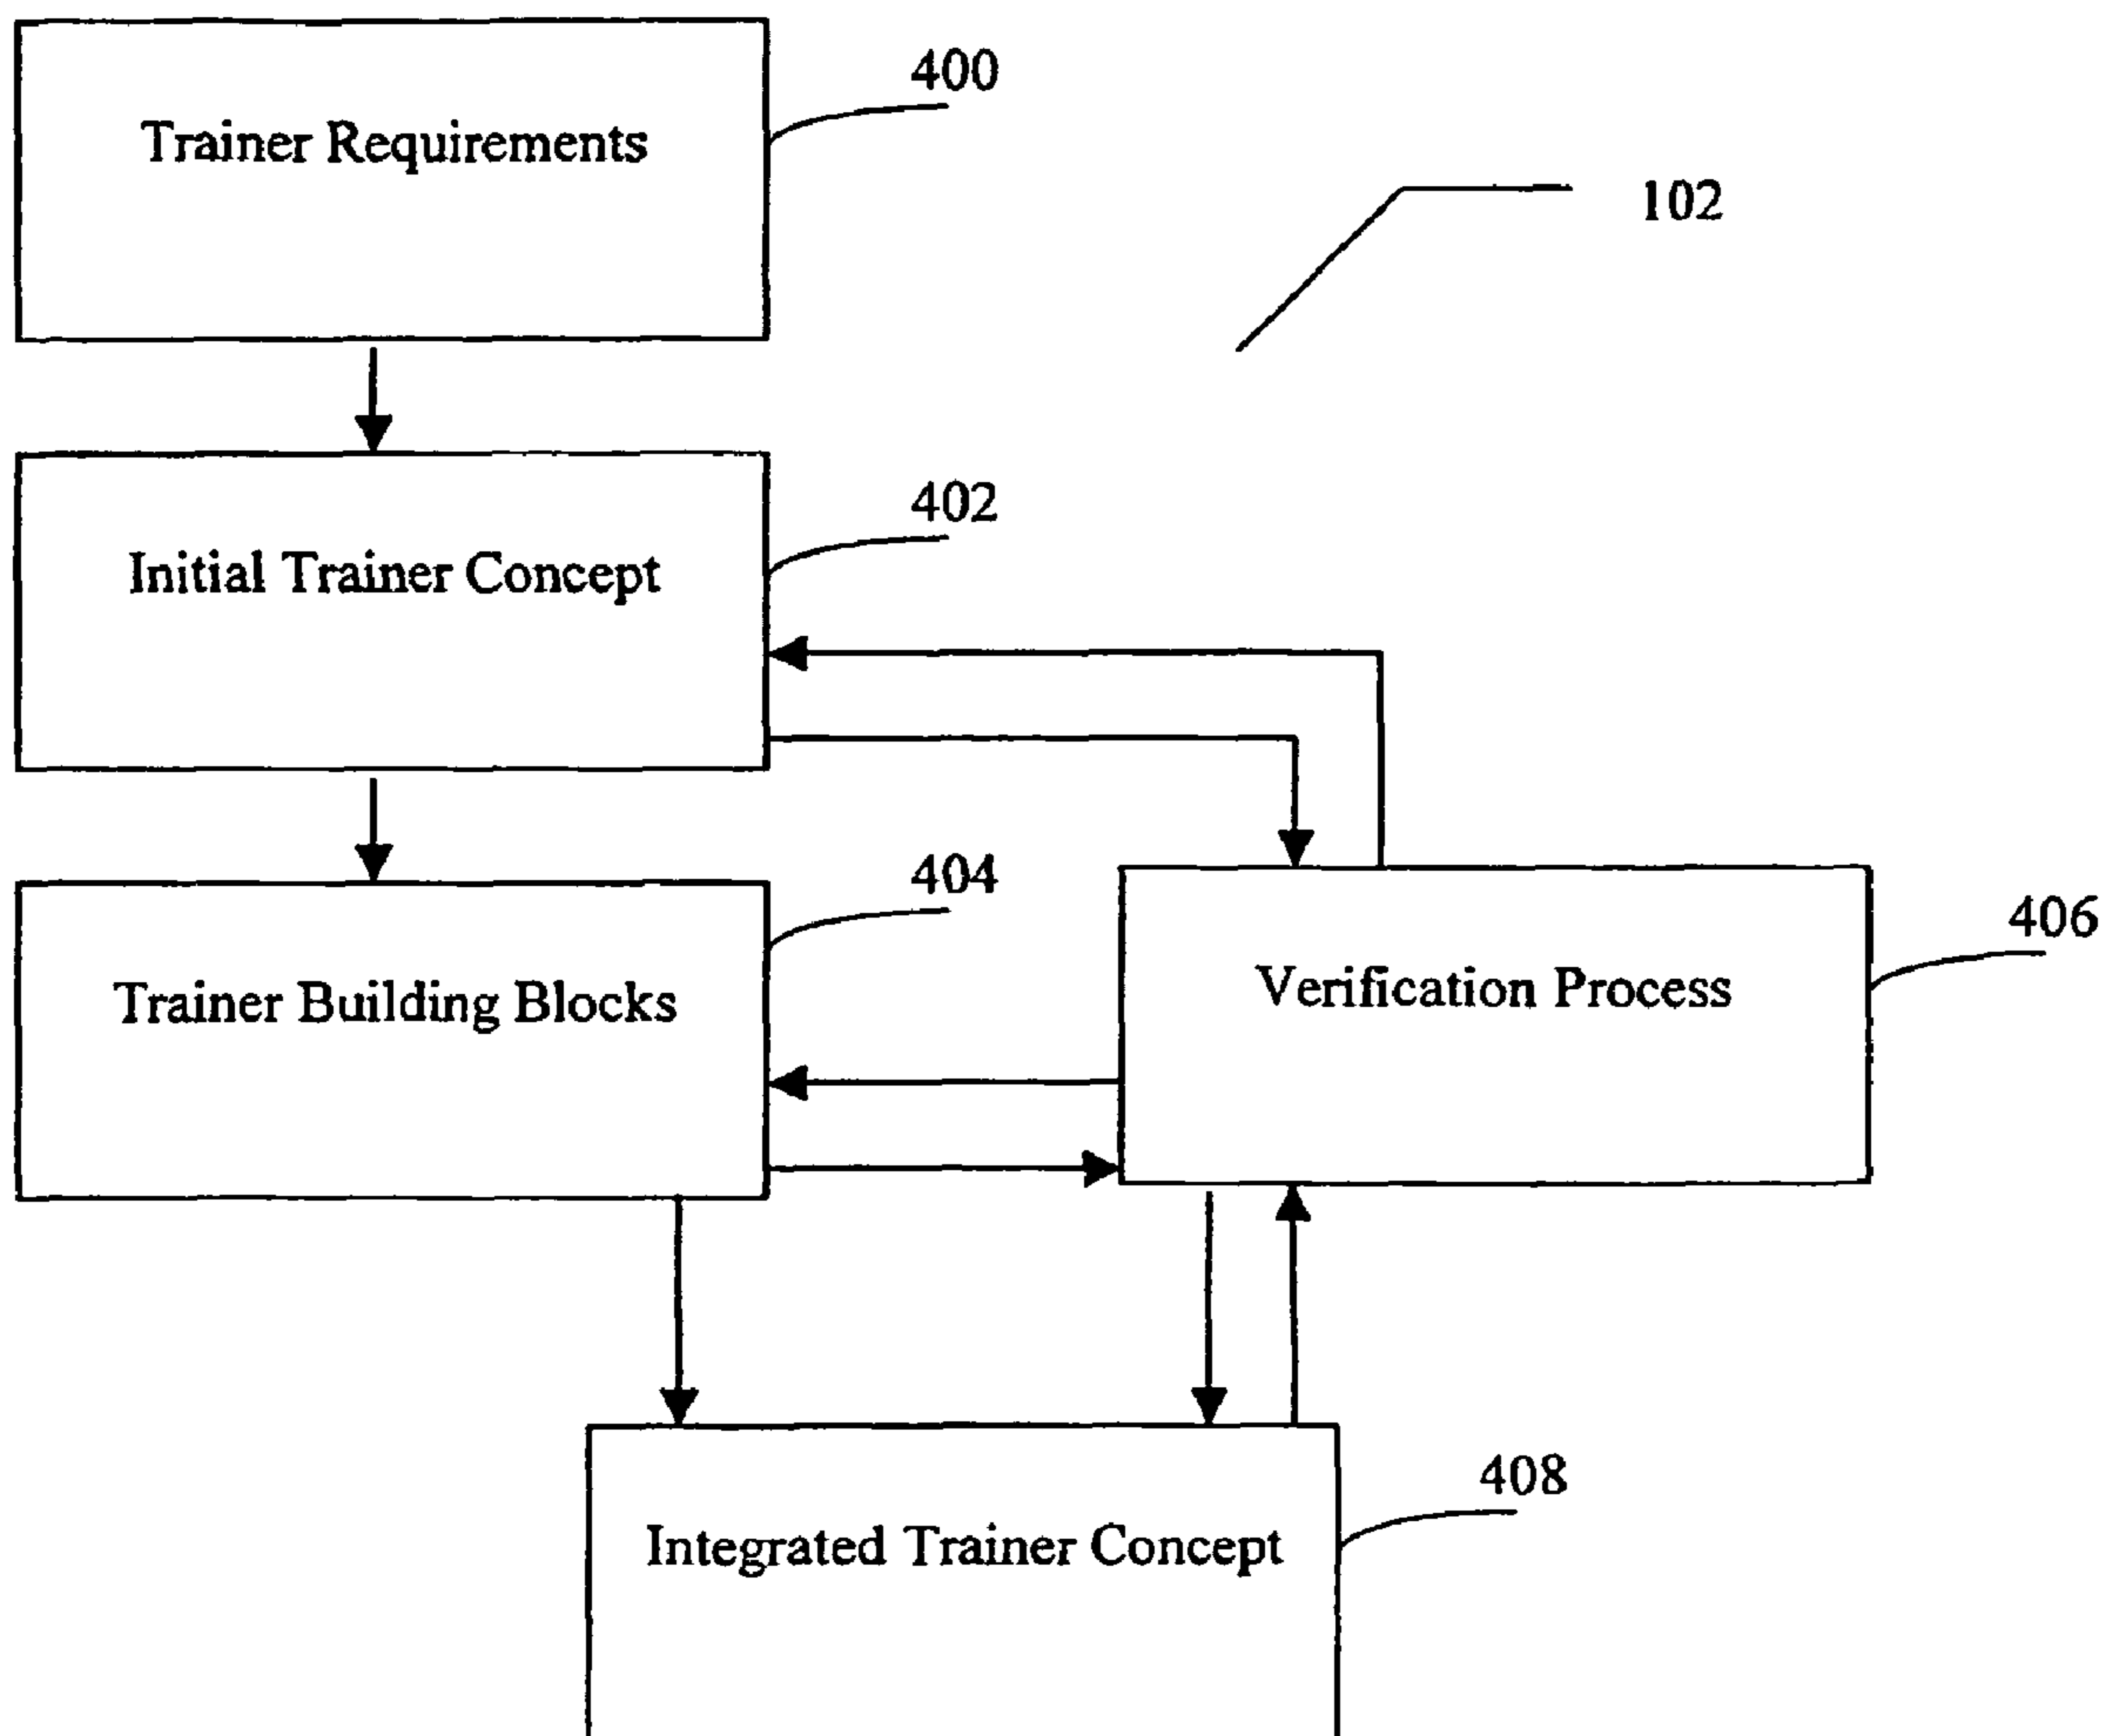 400
Trainer Requirements
102
402
Initial Trainer Concept
404
406
Trainer Building Blocks
Verification Process
408
Integrated Trainer Concept